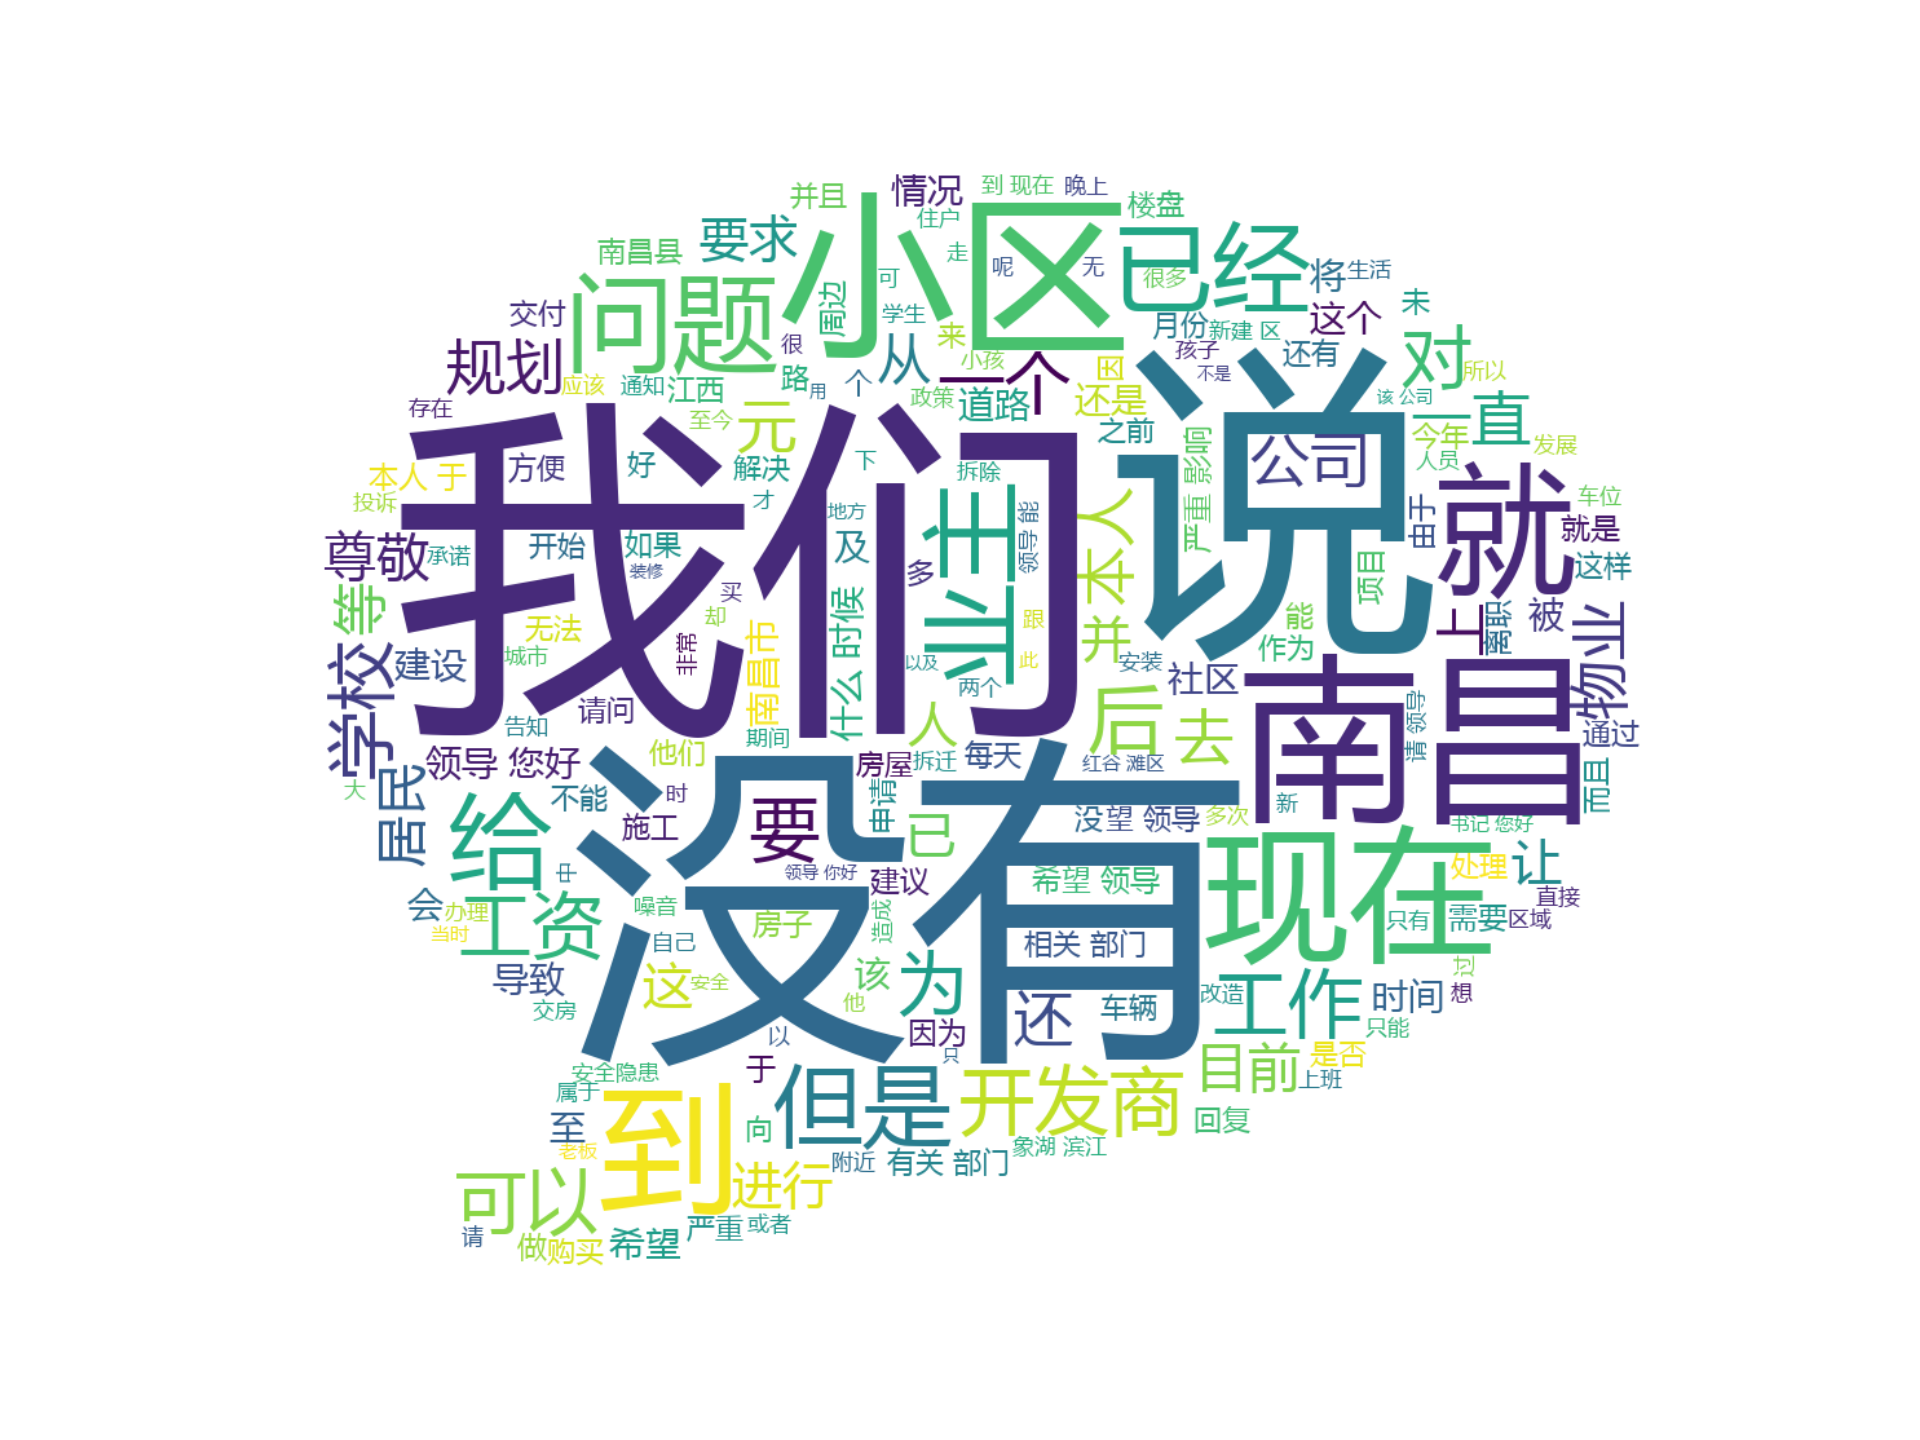 到 现在
晚上
并且
情况
楼盘
住户
要求
小区
已经
南昌县
走
呢
无
很多
将
生活
可
问题
周边
交付
学生
来
月份
新建 区
这个
未
规划
很
从
小孩
一个
因
孩子
还有
对
所以
应该
通知
江西
路
用
个
政策
道路
还是
不是
该 公司
存在
至今
元
之前
一直
今年
发展
我们
说
公司
人员
本人 于
方便
好
解决
下
拆除
严重 影响
就
投诉
才
地方
业主
领导 能
本人
由于
车位
就是
尊敬
承诺
开始
如果
装修
及
多
项目
这样
等
买
却
跟
并
能
上
离职
被
物业
无法
城市
非常
南昌市
什么 时候
以及
此
安装
作为
学校
建设
请问
两个
社区
南昌
告知
期间
人
后
去
请 领导
通过
领导 您好
他们
房屋
拆迁
每天
红谷 滩区
大
居民
不能
时
没有
申请
新
而且
给
施工
要
已
没
望 领导
多次
书记 您好
现在
中
领导 你好
建议
希望 领导
处理
让
会
办理
噪音
房子
造成
直接
当时
工资
自己
相关 部门
只有
需要
区域
导致
这
安全
该
为
过
交房
他
还
车辆
改造
工作
时间
想
以
因为
只
只能
安全隐患
于
但是
开发商
目前
是否
上班
属于
至
到
向
回复
老板
象湖 滨江
可以
进行
附近
有关 部门
请
做
购买
希望
严重
或者